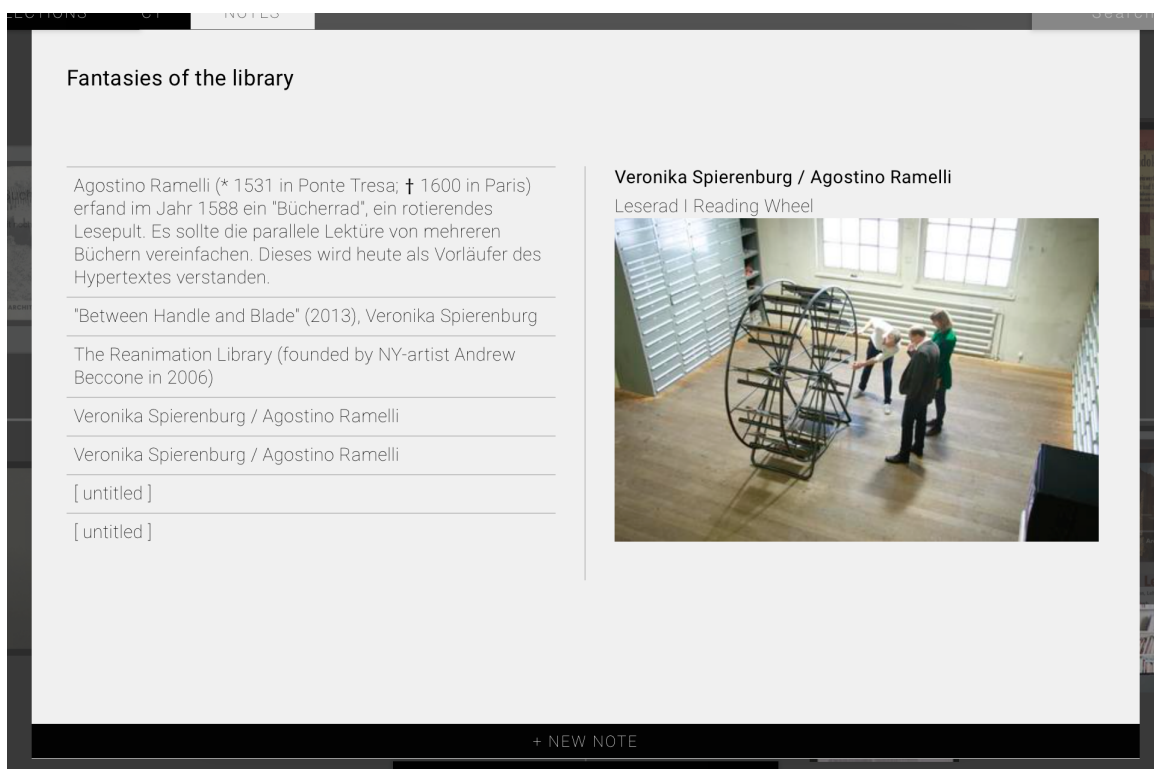 NOTES
Search
Fantasies of the library
Agostino Ramelli (* 1531 in Ponte Tresa; † 1600 in Paris)
erfand im Jahr 1588 ein "Bücherrad", ein rotierendes
Lesepult. Es sollte die parallele Lektüre von mehreren
Büchern vereinfachen. Dieses wird heute als Vorläufer des
Hypertextes verstanden.
"Between Handle and Blade" (2013), Veronika Spierenburg
The Reanimation Library (founded by NY-artist Andrew
Beccone in 2006)
Veronika Spierenburg / Agostino Ramelli
Veronika Spierenburg / Agostino Ramelli
[ untitled ]
[ untitled ]
Veronika Spierenburg / Agostino Ramelli
Leserad I Reading Wheel
+ NEW NOTE